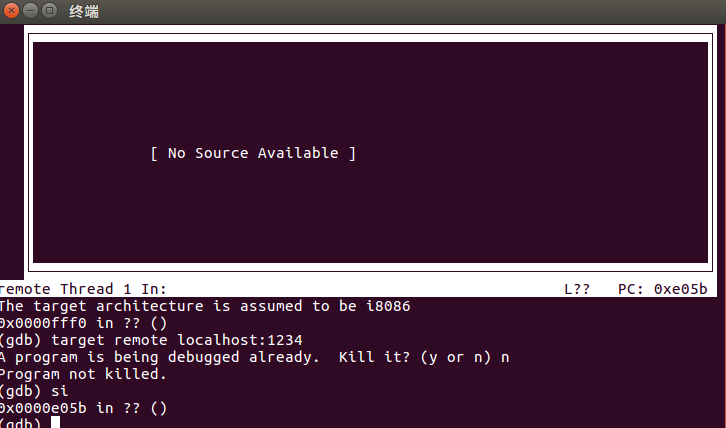 终端
[ No Source Available ]
remote Thread 1 In: L?? PC: 0xe05b
The target architecture is assumed to be i8086
0x0000fff0 in ?? ()
(gdb) target remote localhost:1234
A program is being debugged already.  Kill it? (y or n) n
Program not killed.
(gdb) si
0x0000e05b in ?? ()
(gdb)